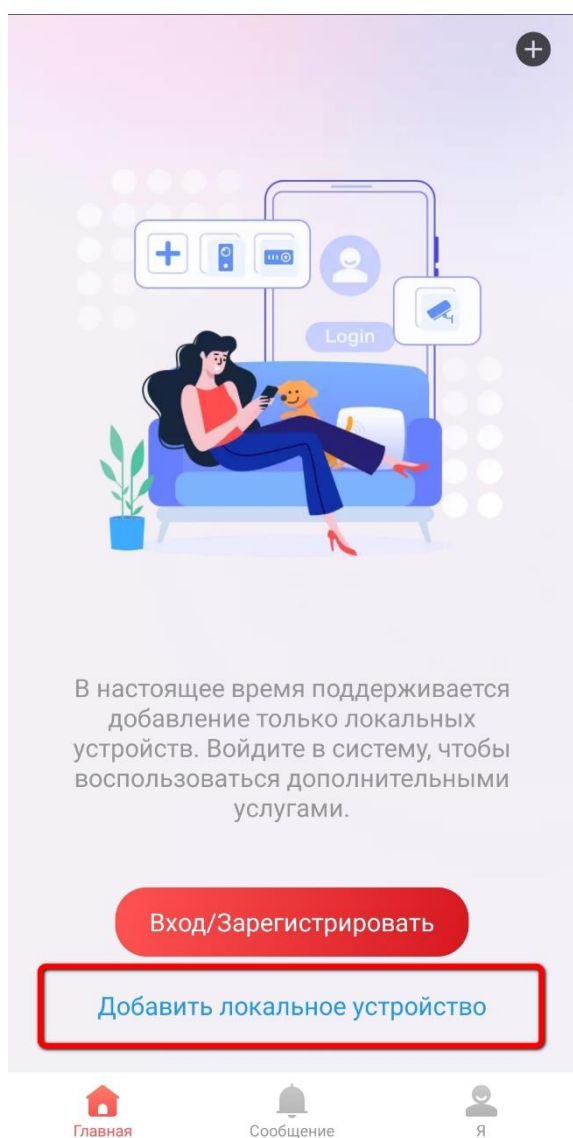 Login
В настоящее время поддерживается
добавление только локальных
устройств. Войдите в систему, чтобы
воспользоваться дополнительными
услугами.
Вход/Зарегистрировать
Добавить локальное устройство
Главная
Сообщение
Я